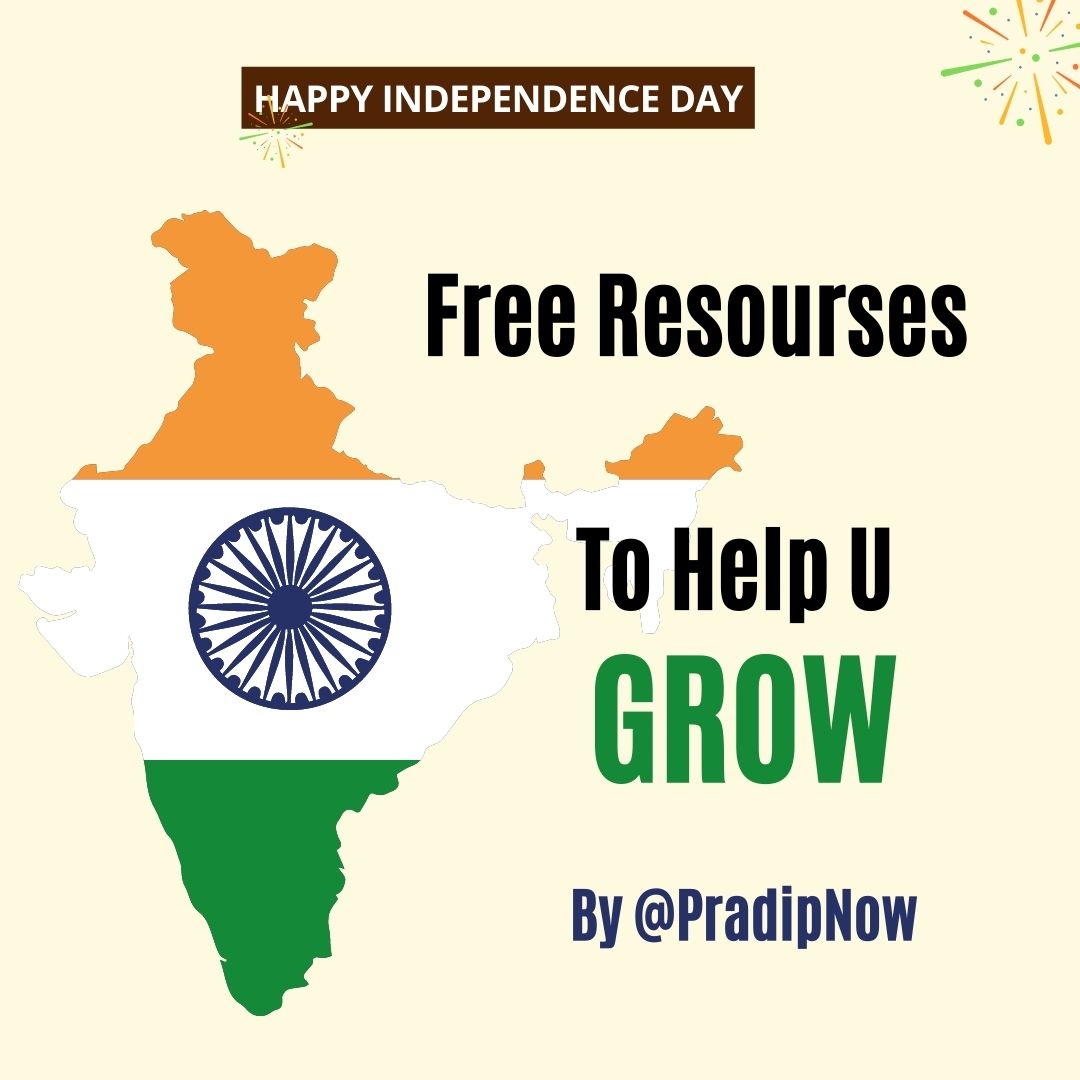 HAPPY INDEPENDENCE DAY
Free Resourses
To Help U
GROW
By @PradipNow